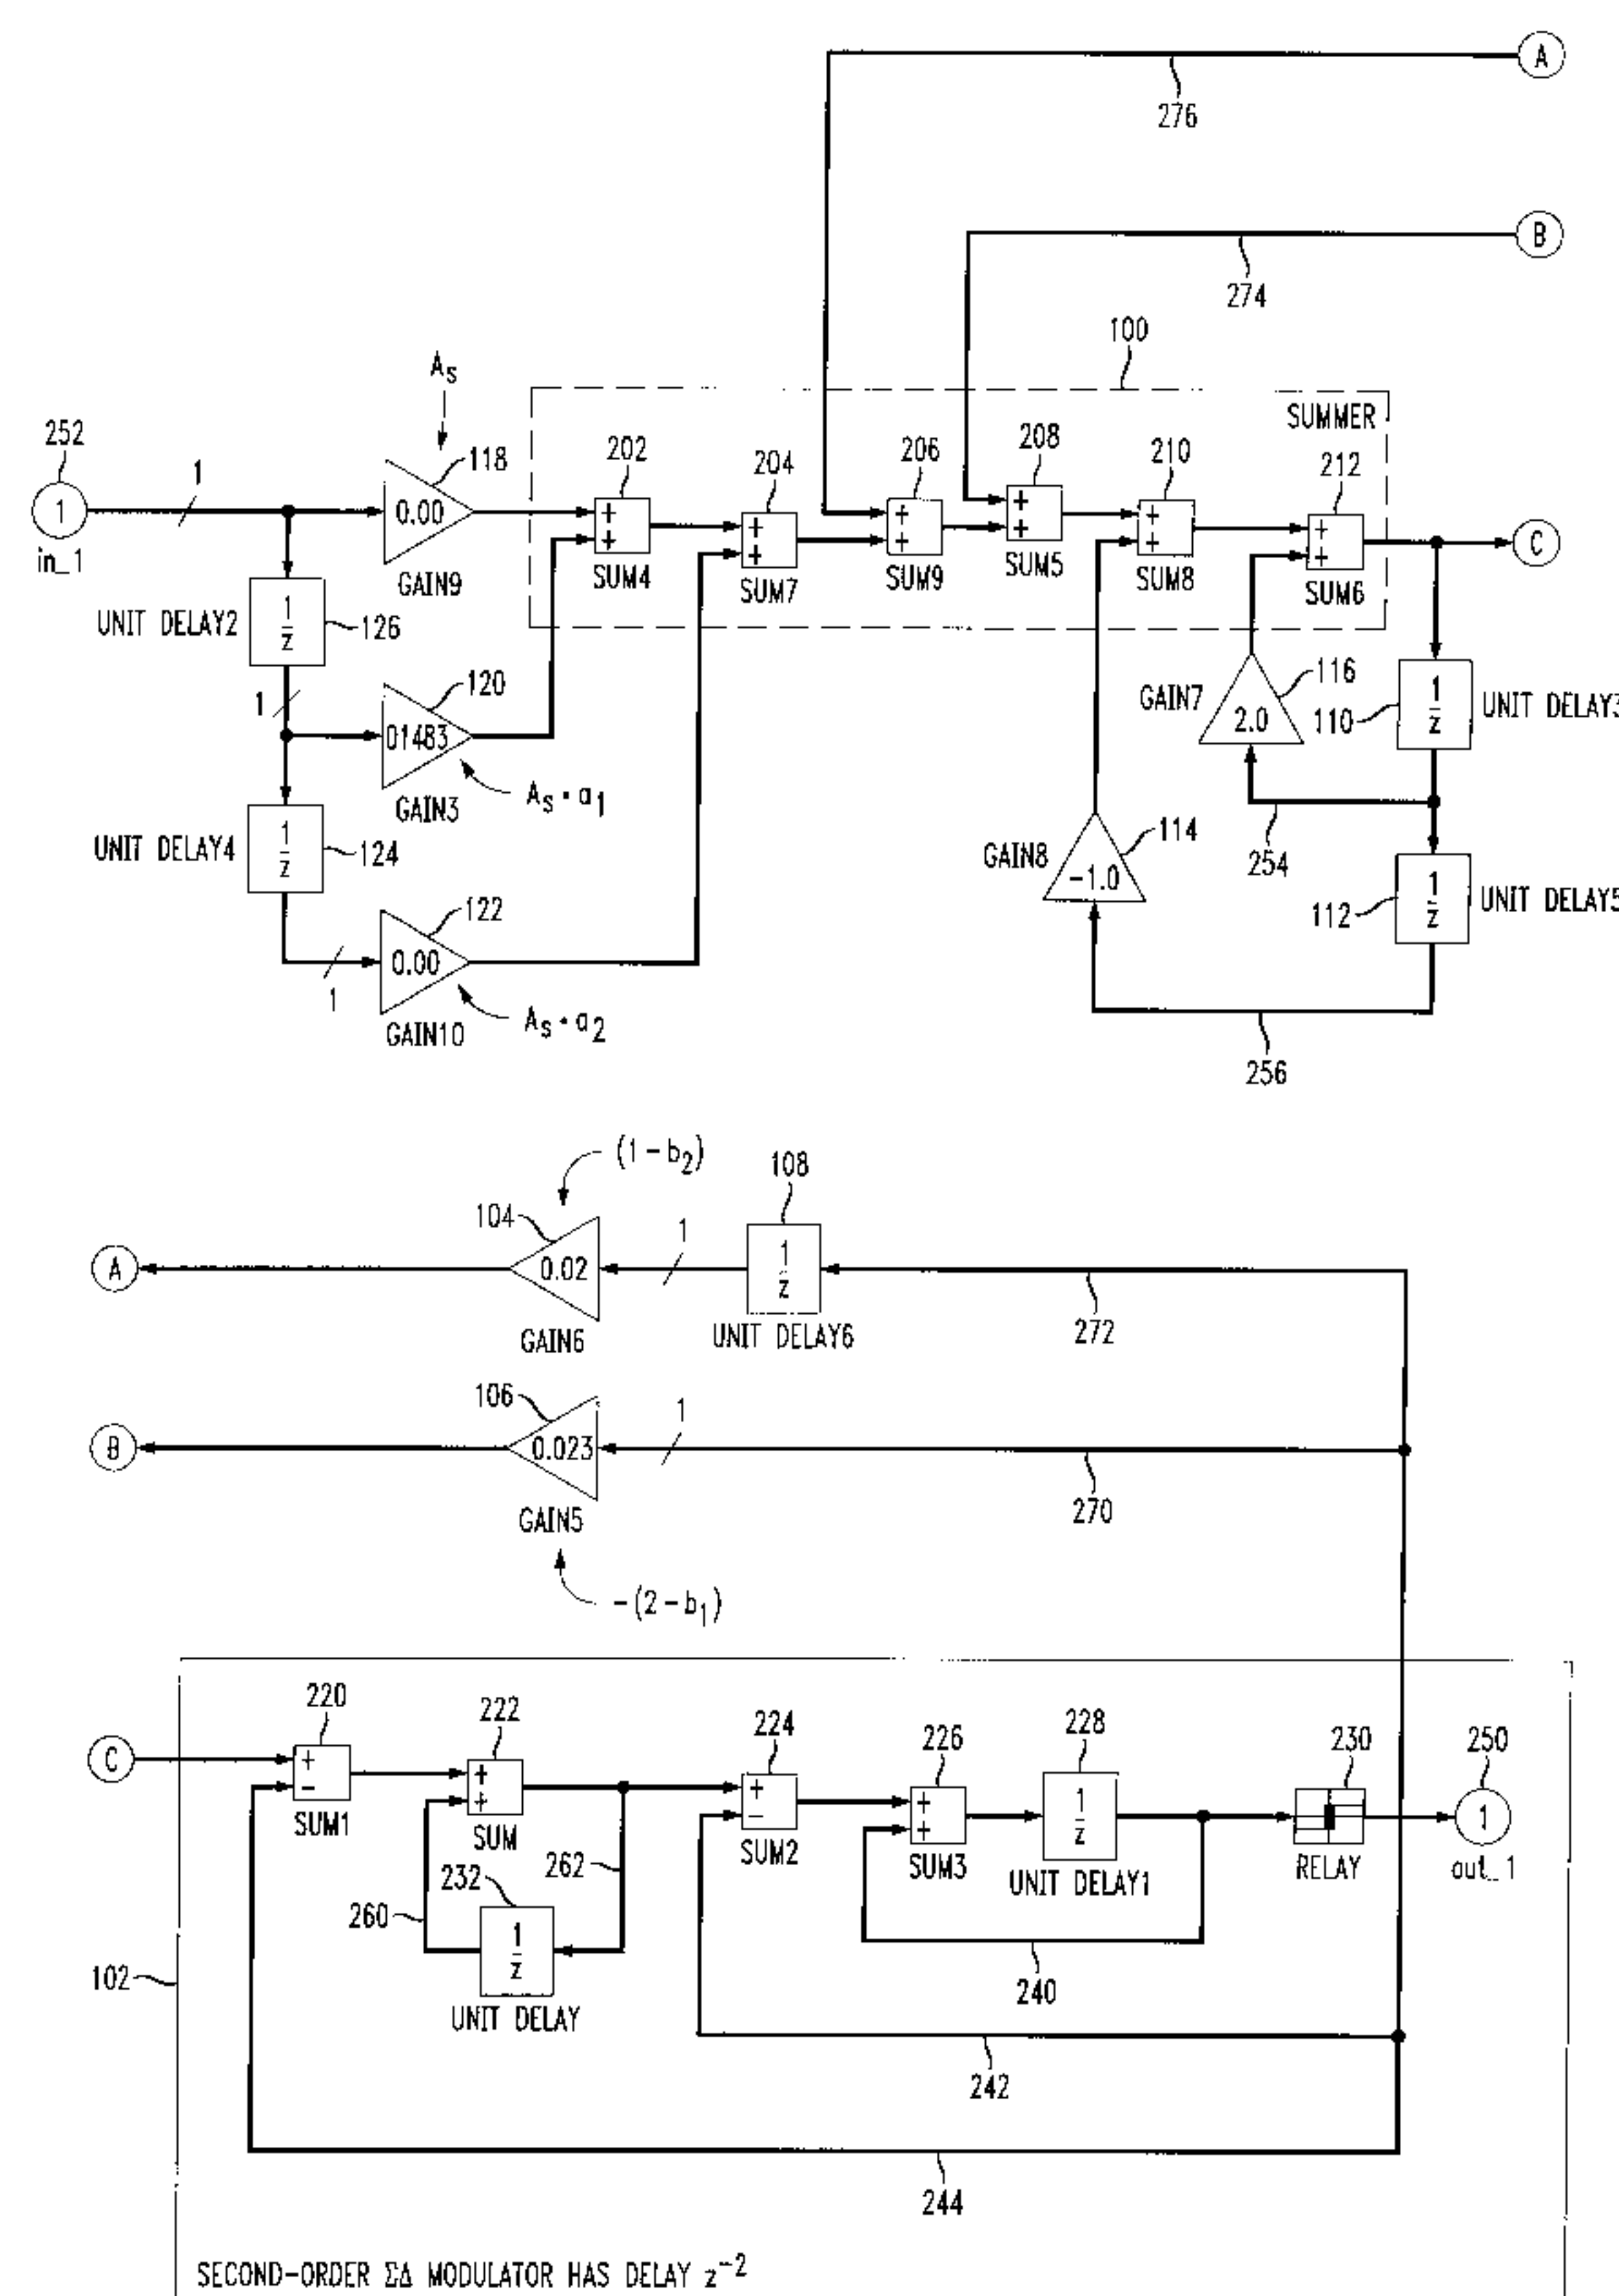 A
276
B
274
100
SUMMER
As
252
1
in_1
1
118
0.00
GAIN9
202
+
+
SUM4
204
+
+
SUM7
206
+
+
SUM9
208
+
+
SUM5
210
+
+
SUM8
212
+
+
SUM6
C
UNIT DELAY2
1
z
126
1
120
01483
GAIN3
As·a1
UNIT DELAY4
1
z
124
122
0.00
1
GAIN10
As·a2
GAIN7
116
2.0
110
1
z
UNIT DELAY3
254
GAIN8
114
-1.0
112
1
z
UNIT DELAY5
256
(1-b2)
104
0.02
GAIN6
1
108
1
z
UNIT DELAY6
A
272
106
0.023
GAIN5
1
B
270
-(2-b1)
C
220
+
-
SUM1
222
+
+
SUM
224
+
-
SUM2
226
+
+
SUM3
228
1
z
UNIT DELAY1
230
RELAY
250
1
out_1
262
232
260
1
z
UNIT DELAY
240
102
242
244
SECOND-ORDER ΣΔ MODULATOR HAS DELAY z-2